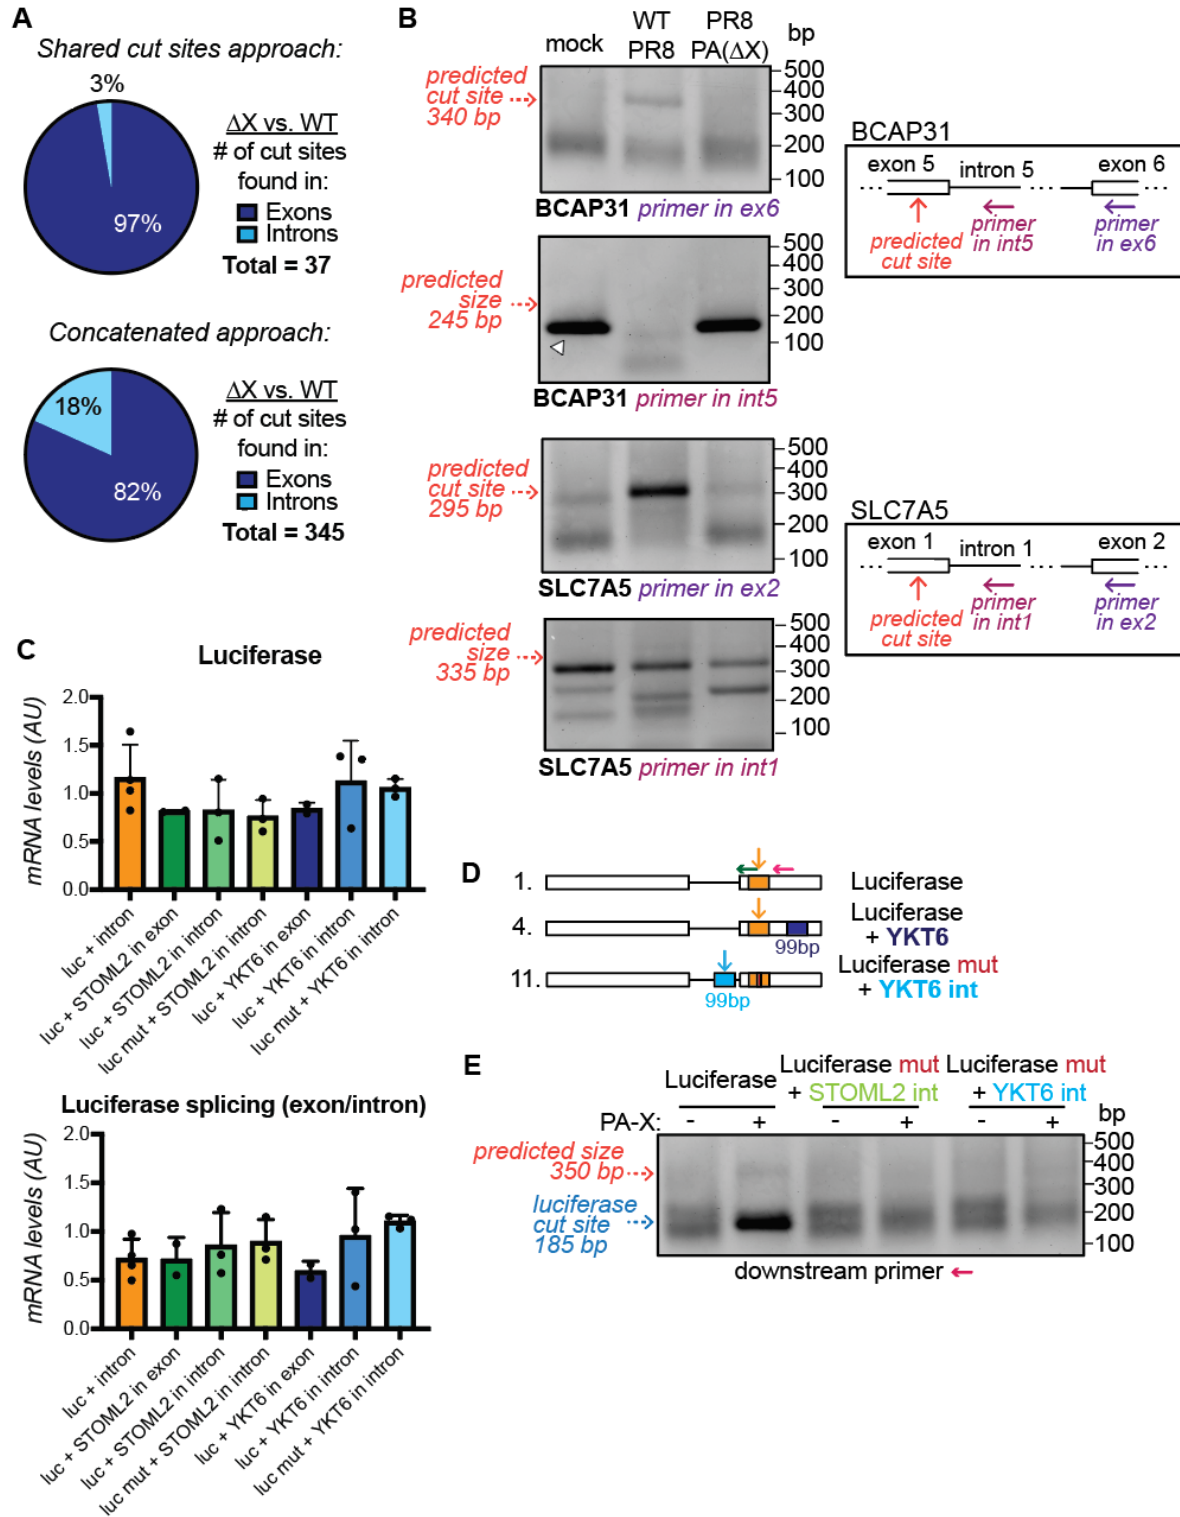 A
Shared cut sites approach:
3%
97%
ΔX vs. WT
# of cut sites
found in:
Exons
Introns
Total = 37
Concatenated approach:
18%
82%
ΔX vs. WT
# of cut sites
found in:
Exons
Introns
Total = 345
B
mock
WT
PR8
PR8
PA(ΔX)
bp
predicted
cut site
340 bp
500
400
300
200
100
BCAP31 primer in ex6
predicted
size
245 bp
500
400
300
200
100
BCAP31 primer in int5
BCAP31
exon 5
intron 5
exon 6
predicted
cut site
primer
in int5
primer
in ex6
predicted
cut site
295 bp
500
400
300
200
100
SLC7A5 primer in ex2
predicted
size
335 bp
500
400
300
200
100
SLC7A5 primer in int1
SLC7A5
exon 1
intron 1
exon 2
predicted
cut site
primer
in int1
primer
in ex2
C
Luciferase
mRNA levels (AU)
2.0
1.5
1.0
0.5
0.0
luc + intron
luc + STOML2 in exon
luc + STOML2 in intron
luc mut + STOML2 in intron
luc + YKT6 in exon
luc + YKT6 in intron
luc mut + YKT6 in intron
Luciferase splicing (exon/intron)
mRNA levels (AU)
2.0
1.5
1.0
0.5
0.0
luc + intron
luc + STOML2 in exon
luc + STOML2 in intron
luc mut + STOML2 in intron
luc + YKT6 in exon
luc + YKT6 in intron
luc mut + YKT6 in intron
D
1.
Luciferase
4.
99bp
Luciferase
+ YKT6
11.
99bp
Luciferase mut
+ YKT6 int
E
Luciferase
Luciferase mut
+ STOML2 int
Luciferase mut
+ YKT6 int
PA-X:
- + - + - +
bp
predicted size
350 bp
luciferase
cut site
185 bp
500
400
300
200
100
downstream primer